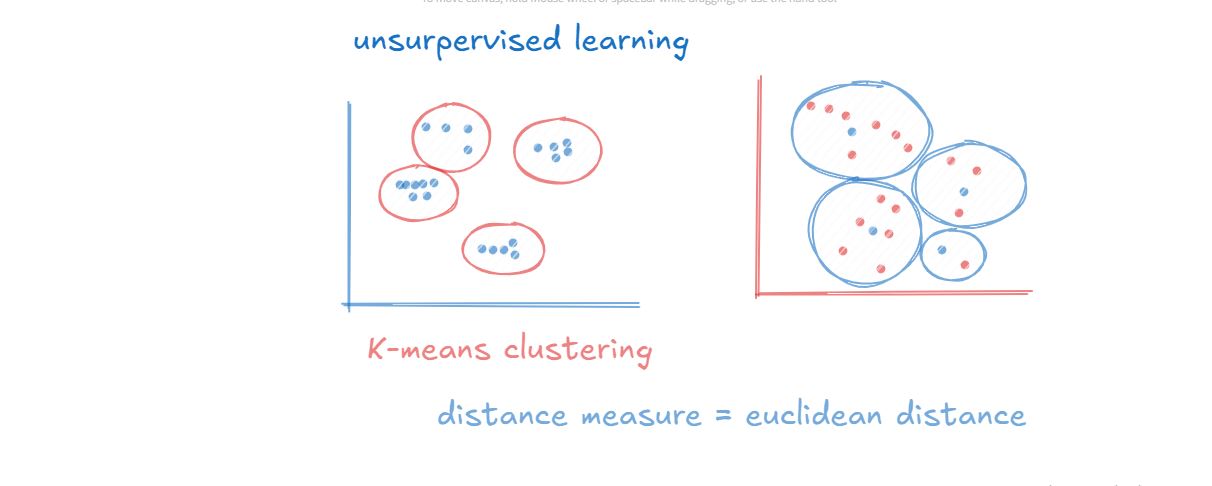 To move canvas, hold mouse wheel or spacebar while dragging, or use the hand tool
unsurpervised learning
K-means clustering
distance measure = euclidean distance